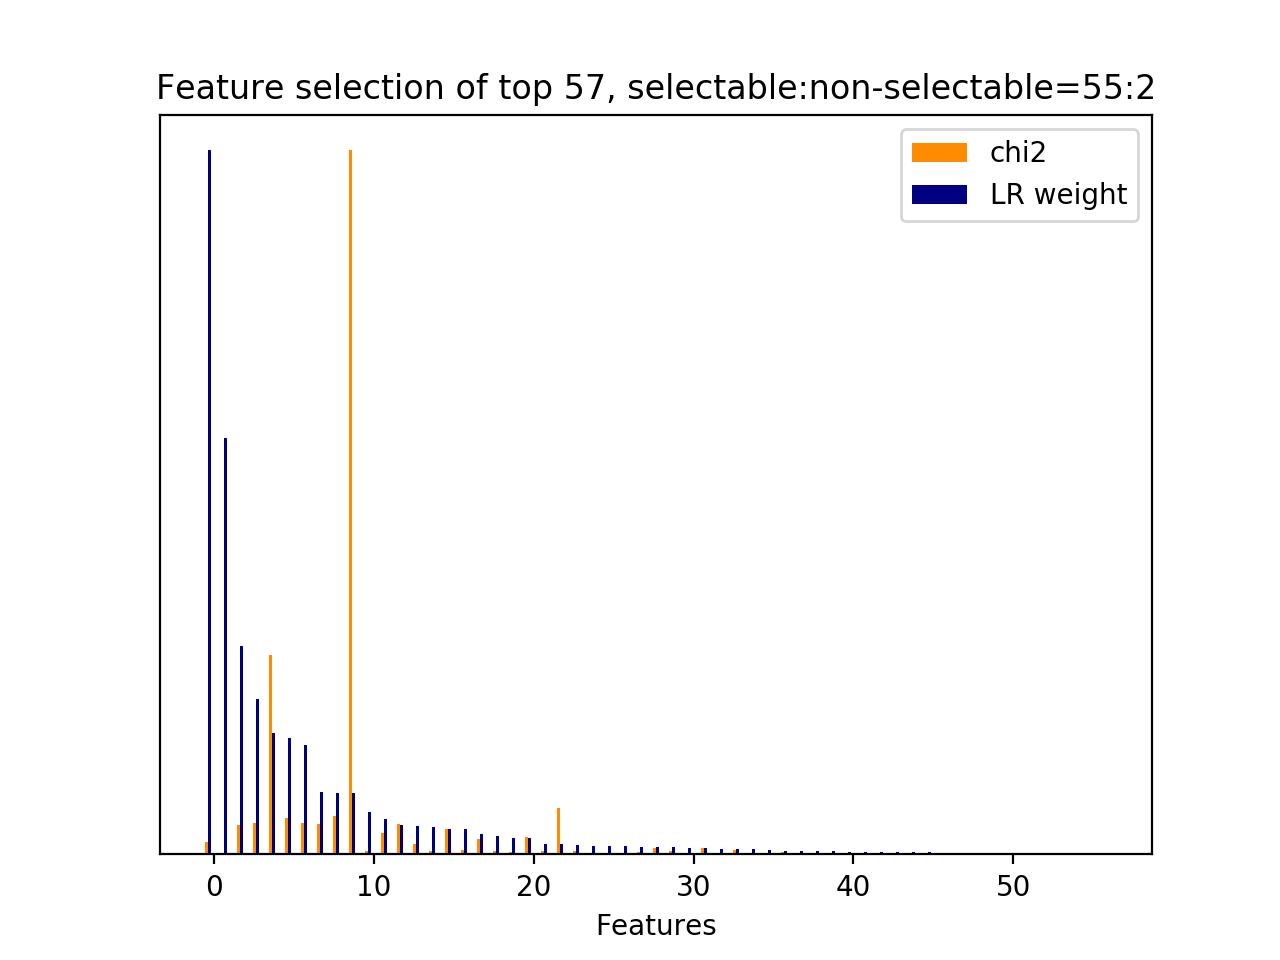 Feature selection of top 57, selectable:non-selectable=55:2
chi2
LR weight
0 10 20 30 40 50
Features